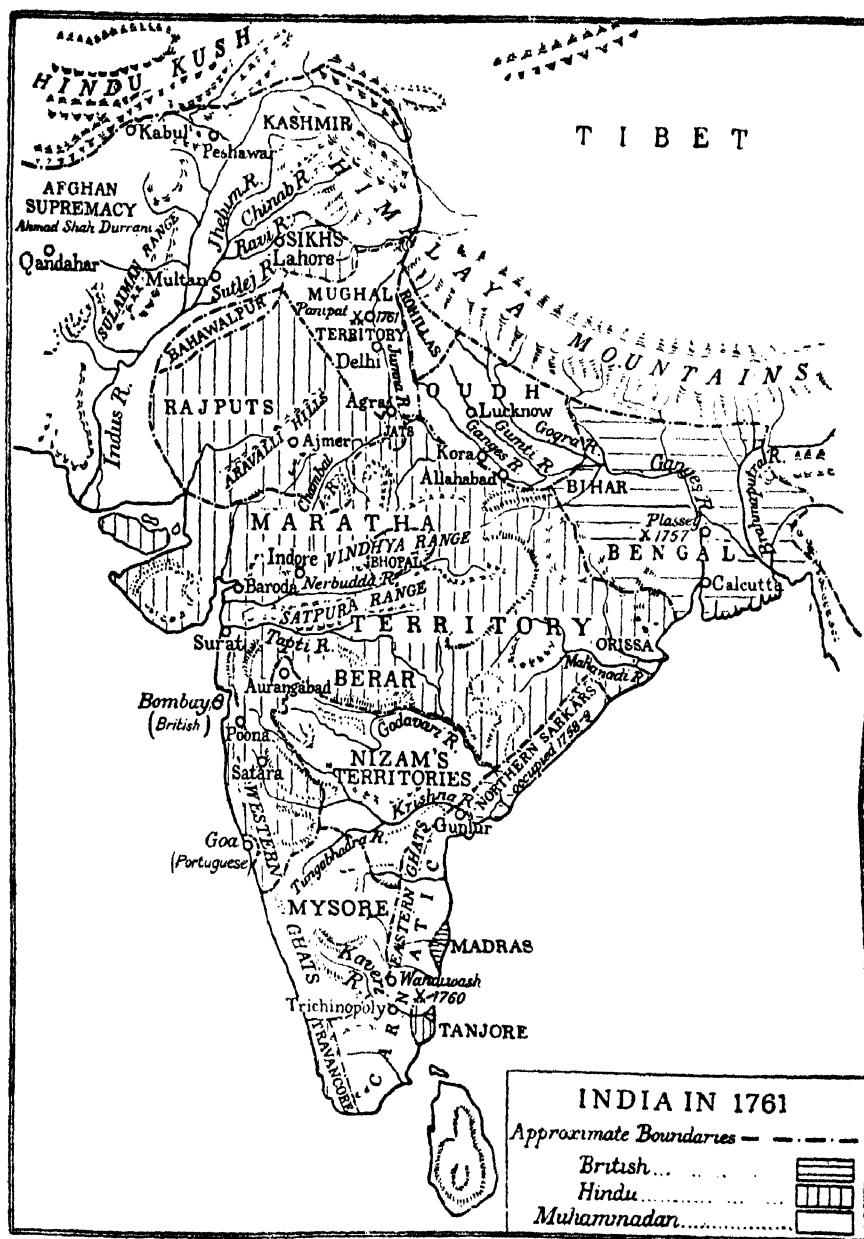 HINDU KUSH
TIBET
Kabul
Peshawar
KASHMIR
AFGHAN
SUPREMACY
Ahmad Shah Durrani
Jhelum R.
Chinab R.
HIMALAYA MOUNTAINS
SULAIMAN RANGE
Qandahar
Ravi R.
SIKHS
Lahore
Multan
Sutlej R.
MUGHAL
Panipat 1761
TERRITORY
ROHILLAS
BAHAWALPUR
Delhi
Jumna R.
OUDH
Indus R.
RAJPUTS
Agra
JATS
Lucknow
Gumti R.
Gogra R.
ARAVALLI HILLS
Ajmer
Kora
Ganges R.
Ganges R.
Brahmaputra R.
Chambal R.
Allahabad
BIHAR
MARATHA
Plassey
1757
Indore
VINDHYA RANGE
BHOPAL
BENGAL
Baroda
Nerbudda R.
Calcutta
SATPURA RANGE
TERRITORY
Surat
Tapti R.
ORISSA
Mahanadi R.
Aurangabad
BERAR
Bombay
(British)
Poona
Godavari R.
NORTHERN SARKARS
occupied 1758-9
Satara
NIZAM'S
TERRITORIES
Krishna R.
Guntur
WESTERN
GHATS
Goa
(Portuguese)
Tungabhadra R.
EASTERN GHATS
CARNATIC
MYSORE
MADRAS
Kaveri R.
Wandiwash
1760
Trichinopoly
TANJORE
TRAVANCORE
INDIA IN 1761
Approximate Boundaries
British
Hindu
Muhammadan